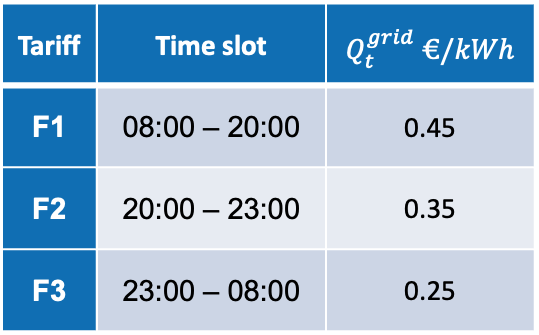 Tariff Time slot Q_t^{grid} €/kWh
F1 08:00 – 20:00 0.45
F2 20:00 – 23:00 0.35
F3 23:00 – 08:00 0.25